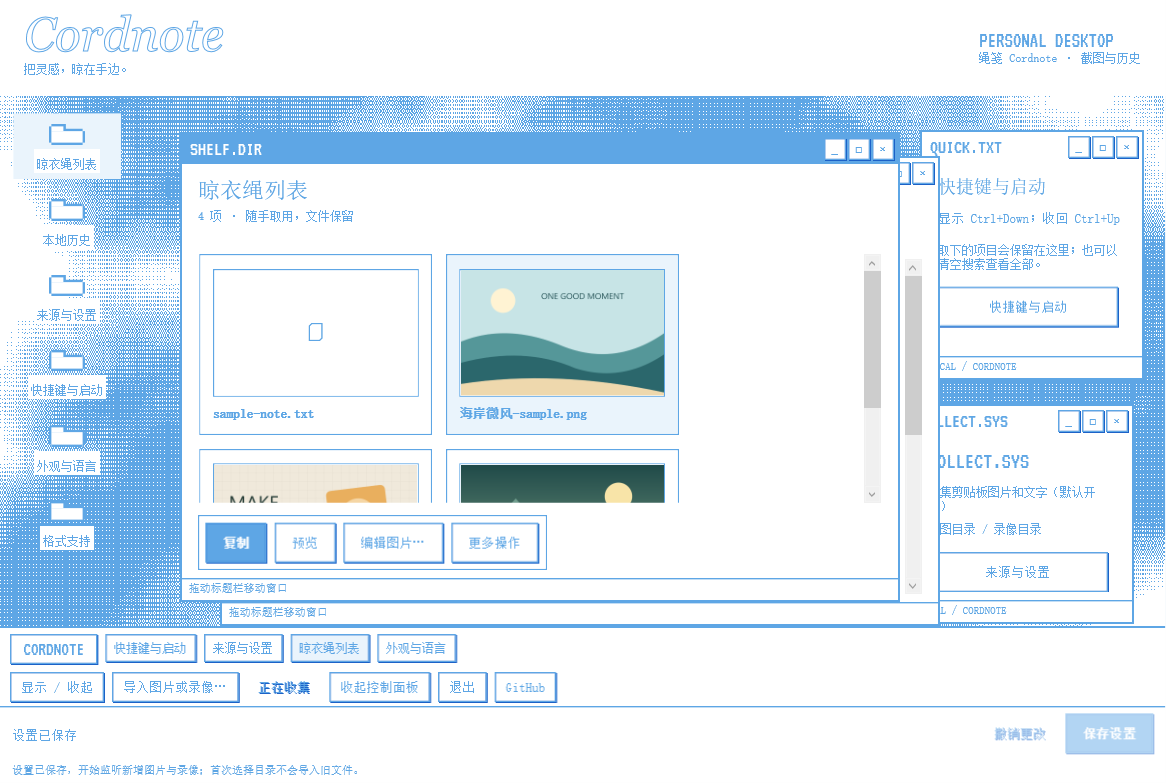 Cordnote
把灵感，晾在手边。
PERSONAL DESKTOP
绳笺 Cordnote · 截图与历史
晾衣绳列表
本地历史
来源与设置
快捷键与启动
外观与语言
格式支持
SHELF.DIR
晾衣绳列表
4 项 · 随手取用，文件保留
sample-note.txt
ONE GOOD MOMENT
海岸微风-sample.png
MAKE
复制
预览
编辑图片…
更多操作
拖动标题栏移动窗口
拖动标题栏移动窗口
QUICK.TXT
快捷键与启动
显示 Ctrl+Down；收回 Ctrl+Up
取下的项目会保留在这里；也可以
清空搜索查看全部。
快捷键与启动
CAL / CORDNOTE
LLECT.SYS
OLLECT.SYS
集剪贴板图片和文字（默认开
）
图目录 / 录像目录
来源与设置
L / CORDNOTE
CORDNOTE
快捷键与启动
来源与设置
晾衣绳列表
外观与语言
显示 / 收起
导入图片或录像…
正在收集
收起控制面板
退出
GitHub
设置已保存
撤销更改
保存设置
设置已保存，开始监听新增图片与录像；首次选择目录不会导入旧文件。